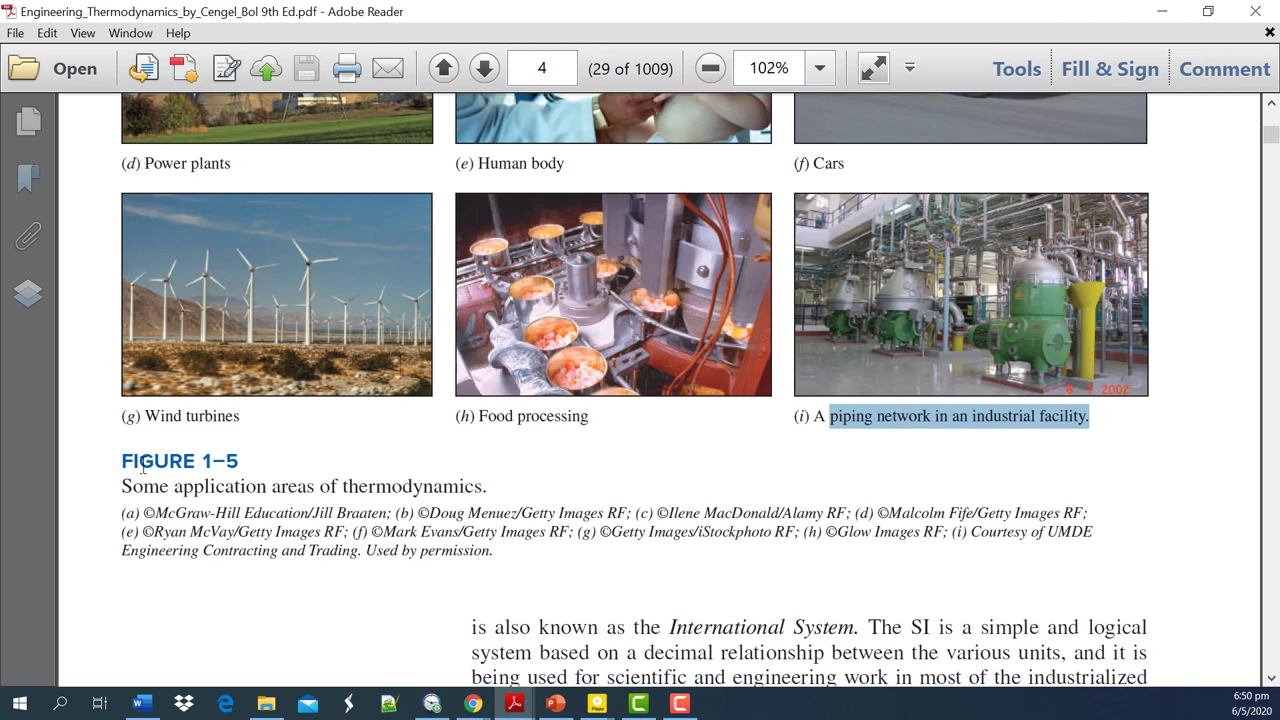 Engineering_Thermodynamics_by_Cengel_Bol 9th Ed.pdf - Adobe Reader
File Edit View Window Help
Open 4 (29 of 1009) 102% Tools Fill & Sign Comment
(d) Power plants (e) Human body (f) Cars
6 7 2002
(g) Wind turbines (h) Food processing (i) A piping network in an industrial facility.
FIGURE 1–5
Some application areas of thermodynamics.
(a) ©McGraw-Hill Education/Jill Braaten; (b) ©Doug Menuez/Getty Images RF; (c) ©Ilene MacDonald/Alamy RF; (d) ©Malcolm Fife/Getty Images RF;
(e) ©Ryan McVay/Getty Images RF; (f) ©Mark Evans/Getty Images RF; (g) ©Getty Images/iStockphoto RF; (h) ©Glow Images RF; (i) Courtesy of UMDE
Engineering Contracting and Trading. Used by permission.
is also known as the International System. The SI is a simple and logical
system based on a decimal relationship between the various units, and it is
being used for scientific and engineering work in most of the industrialized
6:50 pm
6/5/2020